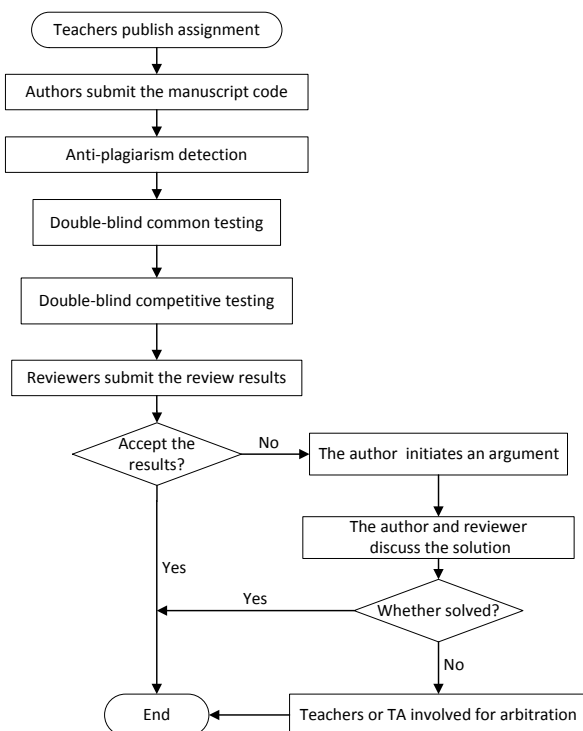 Teachers publish assignment
Authors submit the manuscript code
Anti-plagiarism detection
Double-blind common testing
Double-blind competitive testing
Reviewers submit the review results
Accept the
results?
No
The author initiates an argument
The author and reviewer
discuss the solution
Yes
Yes
Whether solved?
No
End
Teachers or TA involved for arbitration